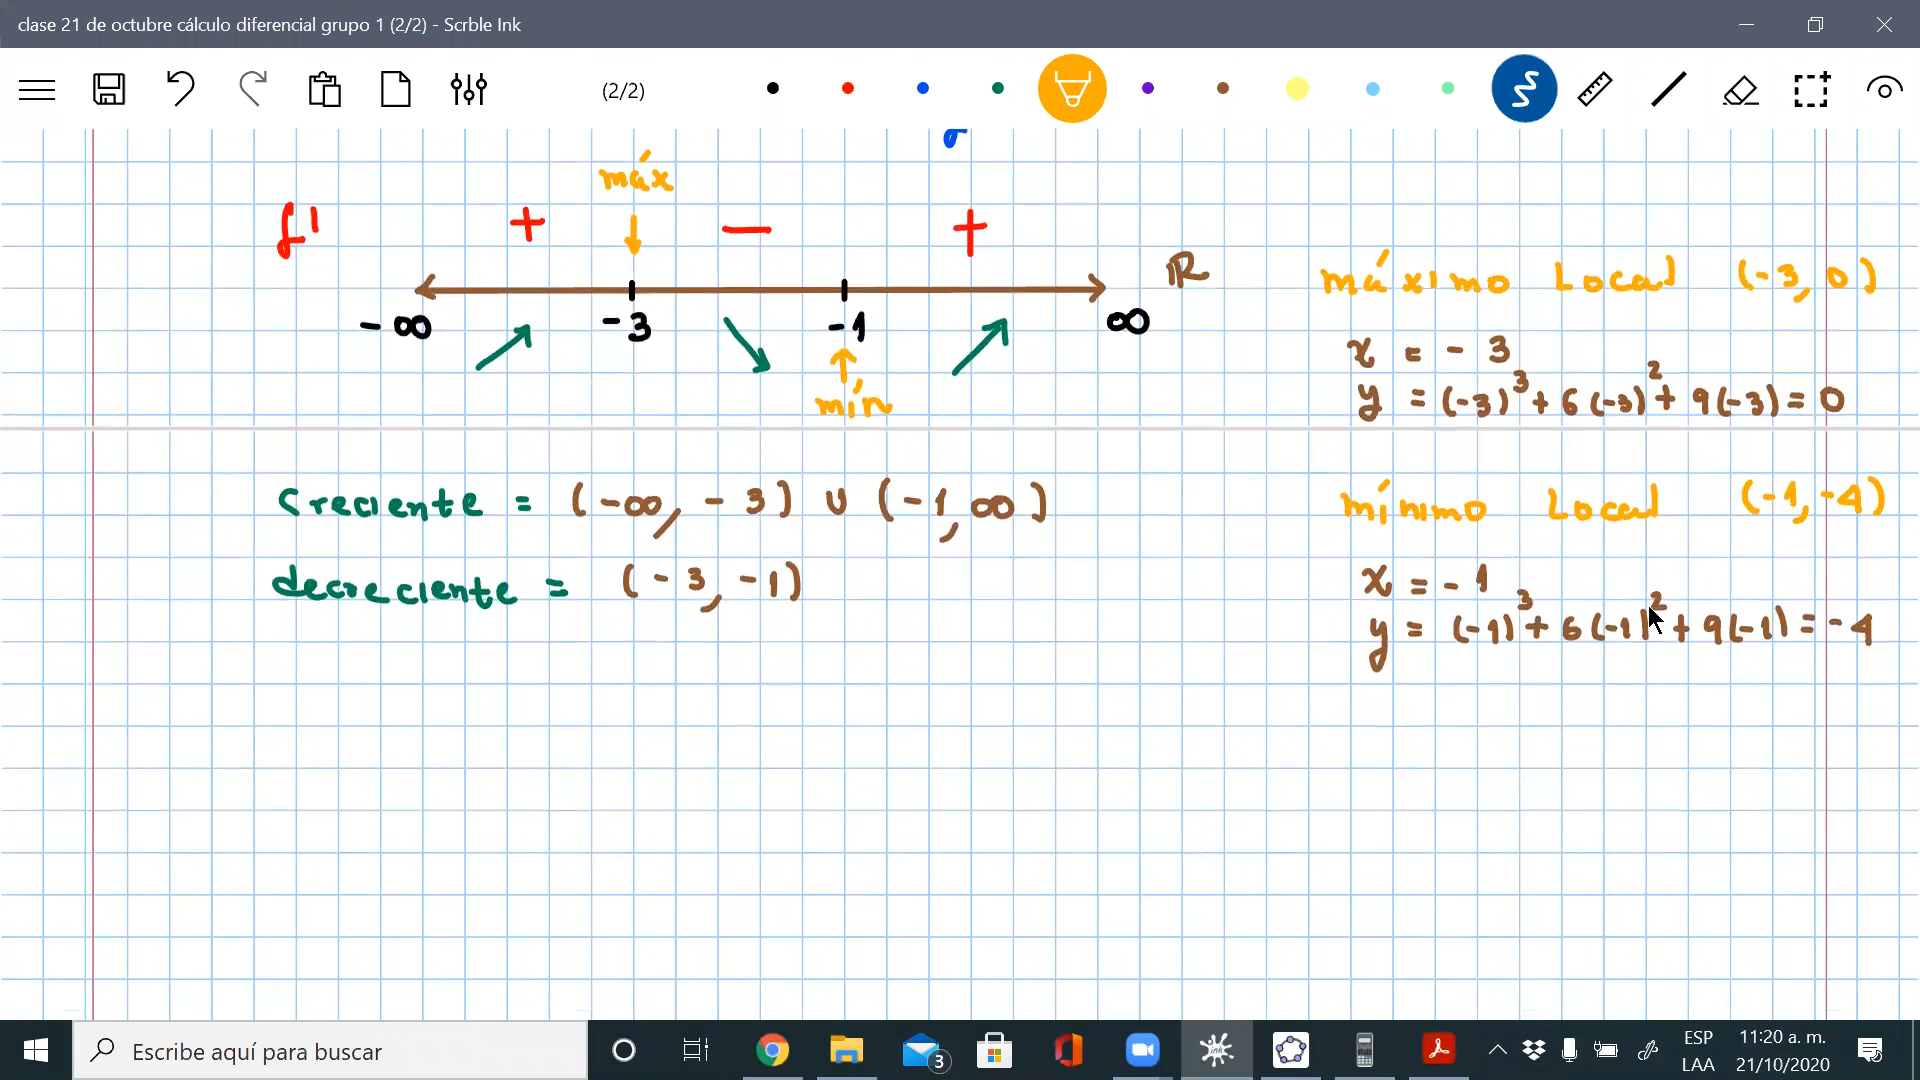 clase 21 de octubre cálculo diferencial grupo 1 (2/2) - Scrble Ink
(2/2)
máx
f' + - +
ℝ
-∞ -3 -1 ∞
mín
máximo Local (-3, 0)
x = -3
y = (-3)³ + 6(-3)² + 9(-3) = 0
Creciente = (-∞, -3) ∪ (-1, ∞)
decreciente = (-3, -1)
mínimo Local (-1, -4)
x = -1
y = (-1)³ + 6(-1)² + 9(-1) = -4
Escribe aquí para buscar
3
ink
ESP
LAA
11:20 a. m.
21/10/2020